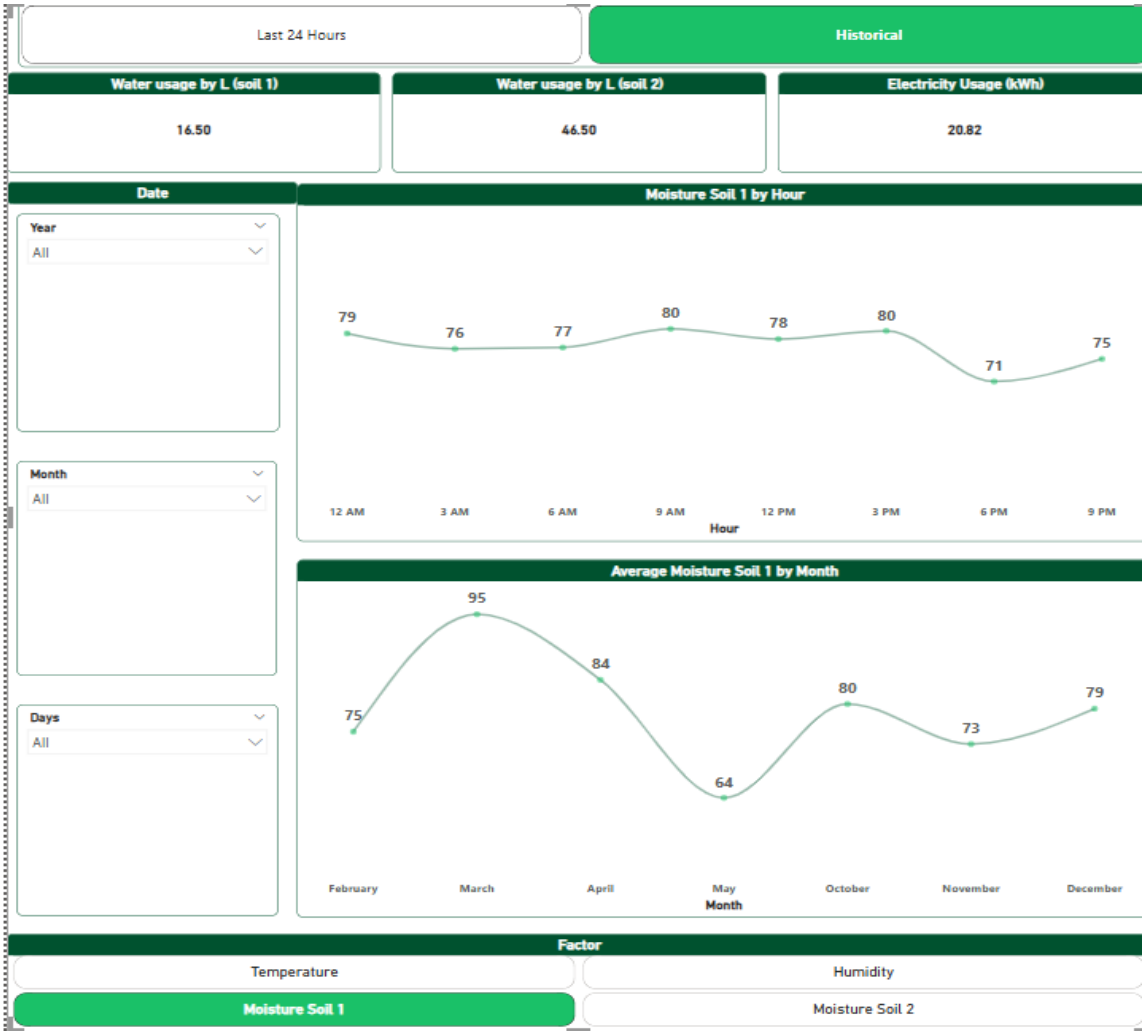 Last 24 Hours
Historical
Water usage by L (soil 1)
Water usage by L (soil 2)
Electricity Usage (kWh)
16.50
46.50
20.82
Date
Year
All
Month
All
Days
All
Moisture Soil 1 by Hour
79
76
77
80
78
80
71
75
12 AM
3 AM
6 AM
9 AM
12 PM
3 PM
6 PM
9 PM
Hour
Average Moisture Soil 1 by Month
75
95
84
64
80
73
79
February
March
April
May
October
November
December
Month
Factor
Temperature
Humidity
Moisture Soil 1
Moisture Soil 2